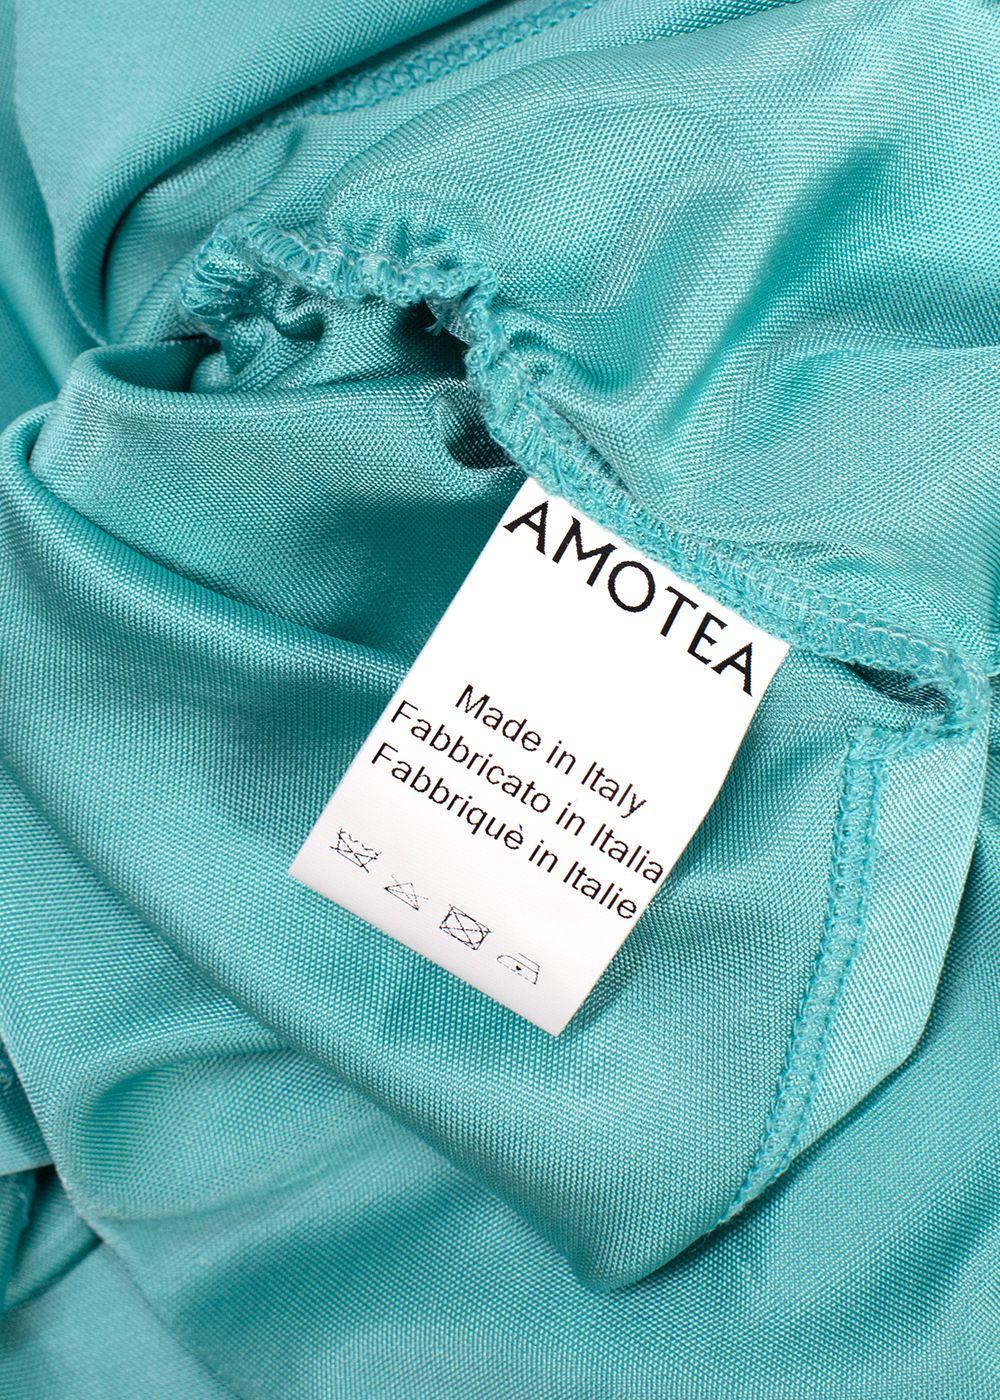 AMOTEA
Made in Italy
Fabbricato in Italia
Fabbriquè in Italie